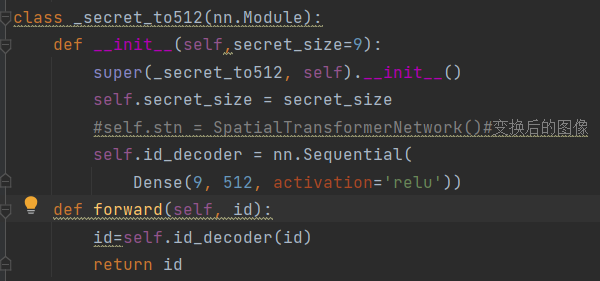 class _secret_to512(nn.Module):
    def __init__(self,secret_size=9):
        super(_secret_to512, self).__init__()
        self.secret_size = secret_size
        #self.stn = SpatialTransformerNetwork()#变换后的图像
        self.id_decoder = nn.Sequential(
            Dense(9, 512, activation='relu'))
    def forward(self, id):
        id=self.id_decoder(id)
        return id